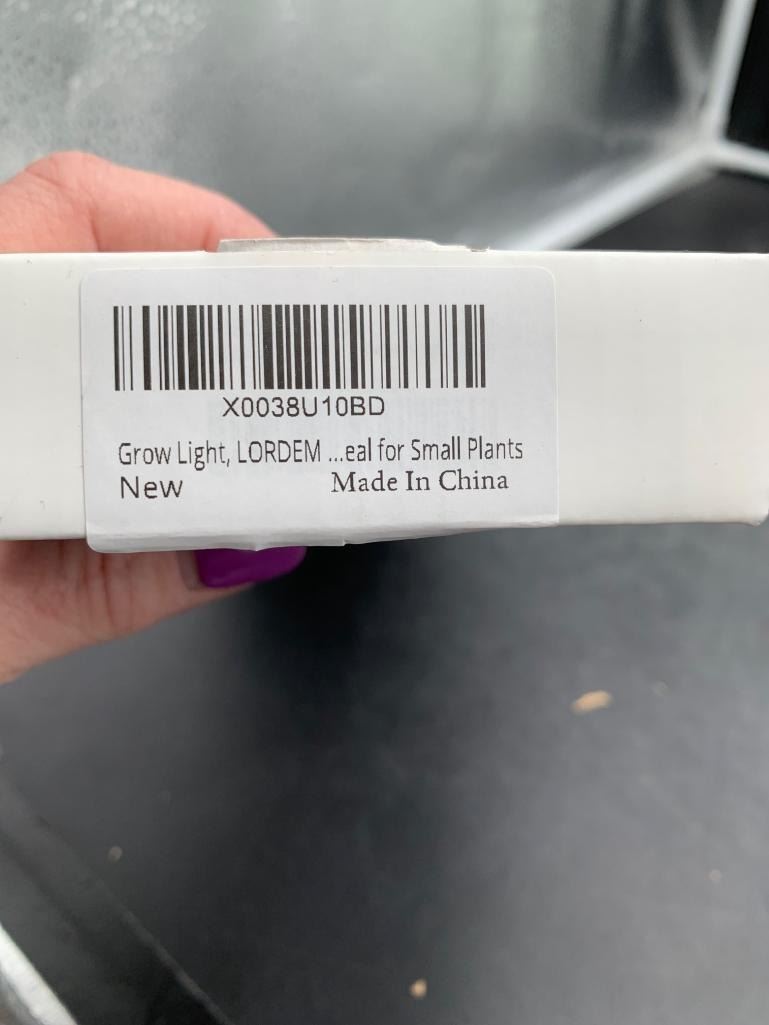 X0038U10BD
Grow Light, LORDEM ...eal for Small Plants
New Made In China